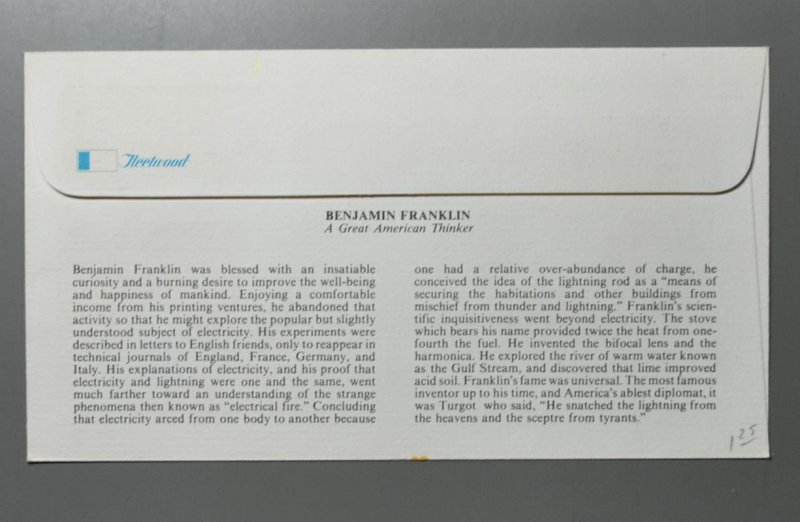 Fleetwood
BENJAMIN FRANKLIN
A Great American Thinker
Benjamin Franklin was blessed with an insatiable
curiosity and a burning desire to improve the well-being
and happiness of mankind. Enjoying a comfortable
income from his printing ventures, he abandoned that
activity so that he might explore the popular but slightly
understood subject of electricity. His experiments were
described in letters to English friends, only to reappear in
technical journals of England, France, Germany, and
Italy. His explanations of electricity, and his proof that
electricity and lightning were one and the same, went
much farther toward an understanding of the strange
phenomena then known as “electrical fire.” Concluding
that electricity arced from one body to another because
one had a relative over-abundance of charge, he
conceived the idea of the lightning rod as a “means of
securing the habitations and other buildings from
mischief from thunder and lightning.” Franklin's scien-
tific inquisitiveness went beyond electricity. The stove
which bears his name provided twice the heat from one-
fourth the fuel. He invented the bifocal lens and the
harmonica. He explored the river of warm water known
as the Gulf Stream, and discovered that lime improved
acid soil. Franklin's fame was universal. The most famous
inventor up to his time, and America's ablest diplomat, it
was Turgot who said, “He snatched the lightning from
the heavens and the sceptre from tyrants.”
1 25